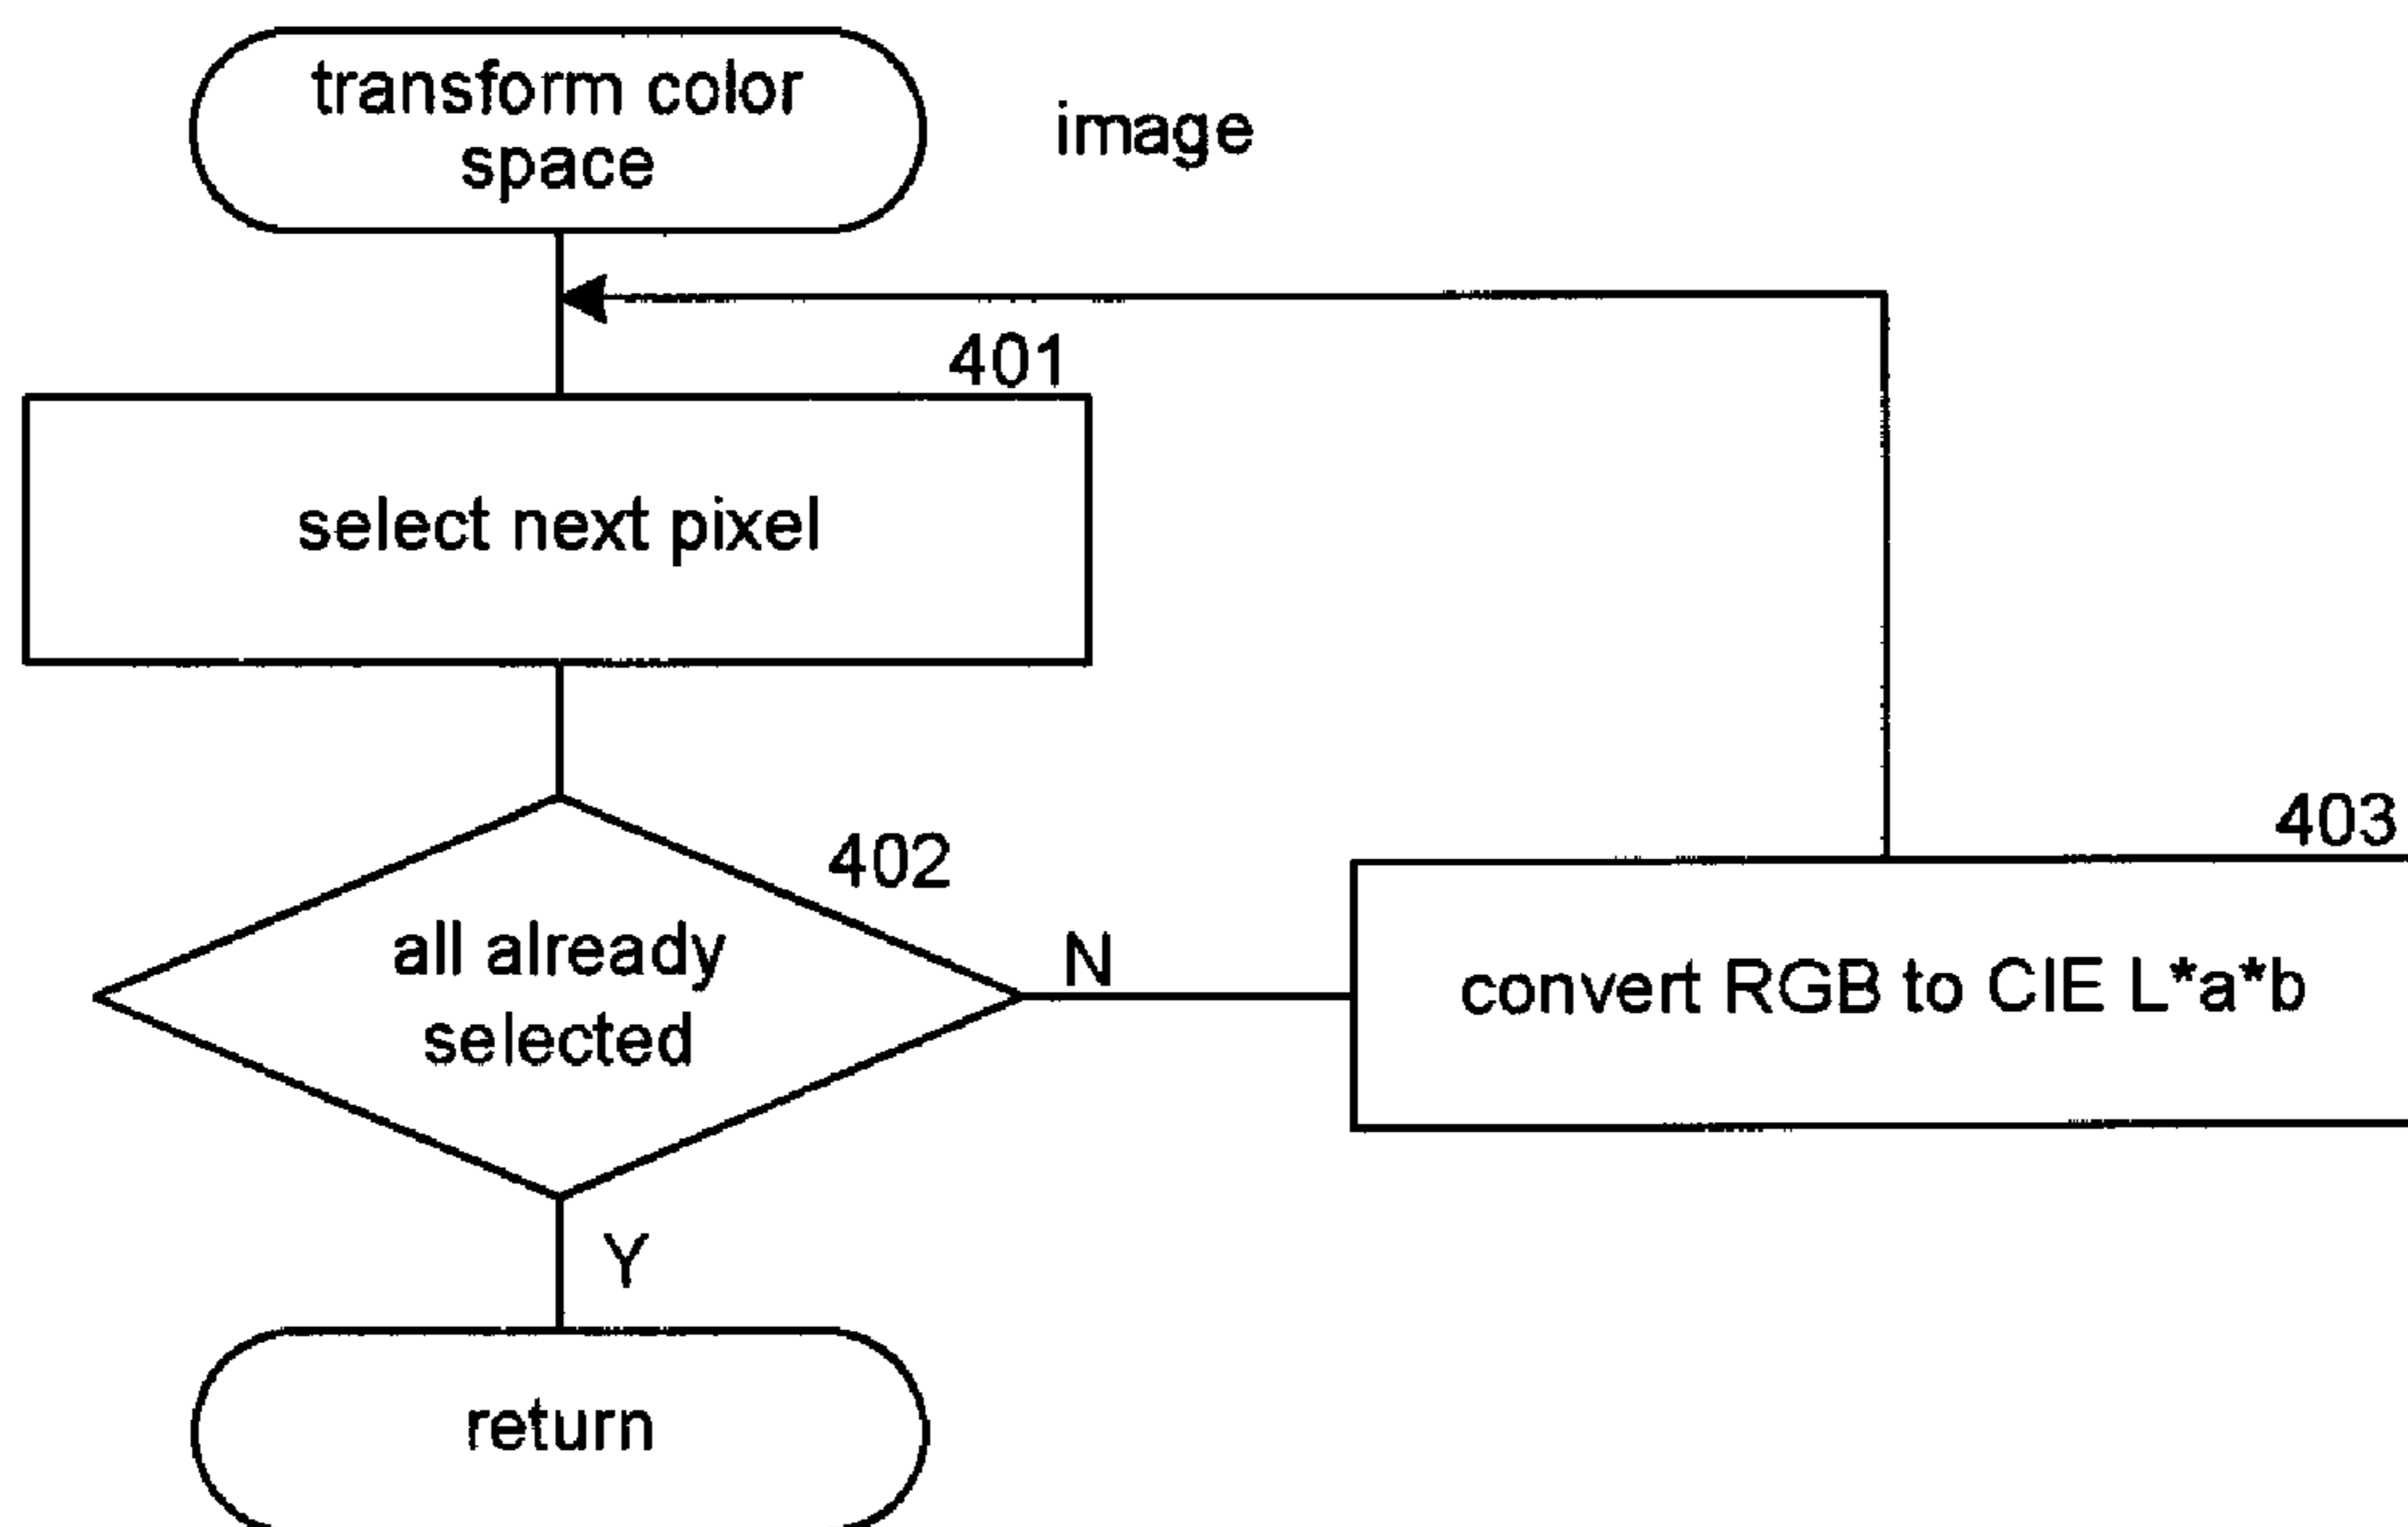 transform color
space
image
401
select next pixel
402
all already
selected
N
403
convert RGB to CIE L*a*b
Y
return